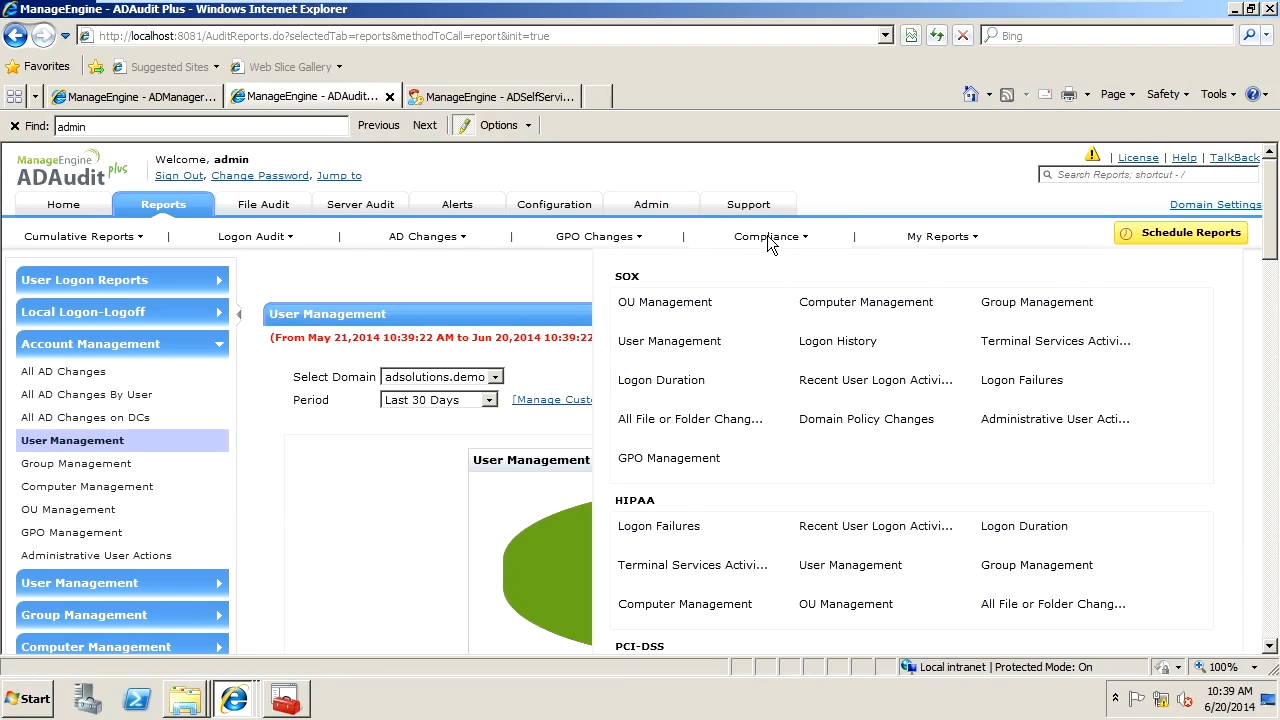 ManageEngine - ADAudit Plus - Windows Internet Explorer
http://localhost:8081/AuditReports.do?selectedTab=reports&methodToCall=report&init=true
Bing
Favorites
Suggested Sites
Web Slice Gallery
ManageEngine - ADManager...
ManageEngine - ADAudit...
ManageEngine - ADSelfServi...
Page
Safety
Tools
Find: admin
Previous
Next
Options
ManageEngine
ADAudit plus
Welcome, admin
Sign Out, Change Password, Jump to
| License | Help | TalkBack
Search Reports; shortcut - /
Home
Reports
File Audit
Server Audit
Alerts
Configuration
Admin
Support
Domain Settings
Cumulative Reports | Logon Audit | AD Changes | GPO Changes | Compliance | My Reports
Schedule Reports
User Logon Reports
Local Logon-Logoff
Account Management
All AD Changes
All AD Changes By User
All AD Changes on DCs
User Management
Group Management
Computer Management
OU Management
GPO Management
Administrative User Actions
User Management
Group Management
Computer Management
User Management
(From May 21,2014 10:39:22 AM to Jun 20,2014 10:39:22
Select Domain adsolutions.demo
Period Last 30 Days [Manage Custo
User Management
SOX
OU Management Computer Management Group Management
User Management Logon History Terminal Services Activi...
Logon Duration Recent User Logon Activi... Logon Failures
All File or Folder Chang... Domain Policy Changes Administrative User Acti...
GPO Management
HIPAA
Logon Failures Recent User Logon Activi... Logon Duration
Terminal Services Activi... User Management Group Management
Computer Management OU Management All File or Folder Chang...
PCI-DSS
Local intranet | Protected Mode: On
100%
Start
10:39 AM
6/20/2014